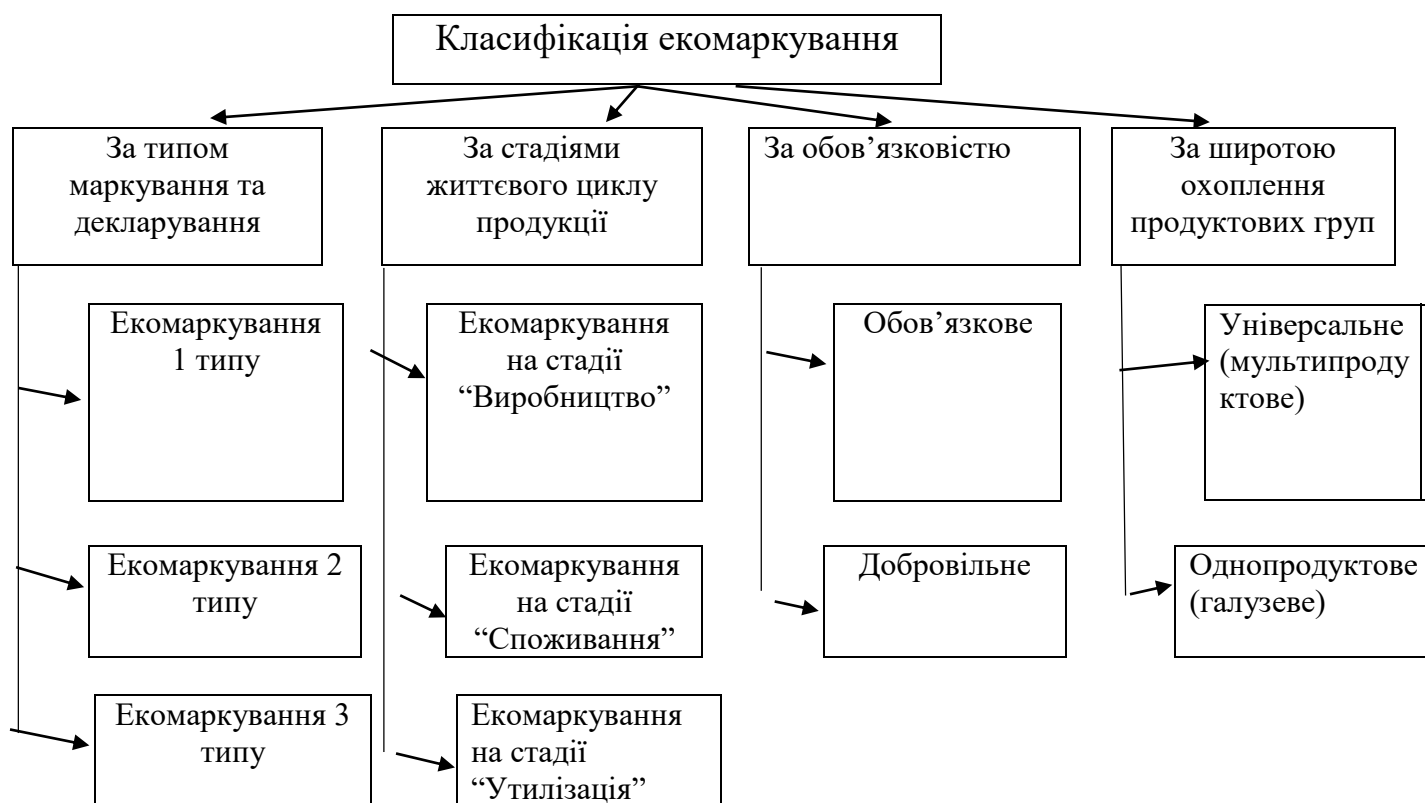 Класифікація екомаркування
За типом
маркування та
декларування
За стадіями
життєвого циклу
продукції
За обов’язковістю
За широтою
охоплення
продуктових груп
Екомаркування
1 типу
Екомаркування
на стадії
“Виробництво”
Обов’язкове
Універсальне
(мультипроду
ктове)
Екомаркування 2
типу
Екомаркування
на стадії
“Споживання”
Добровільне
Однопродуктове
(галузеве)
Екомаркування 3
типу
Екомаркування
на стадії
“Утилізація”